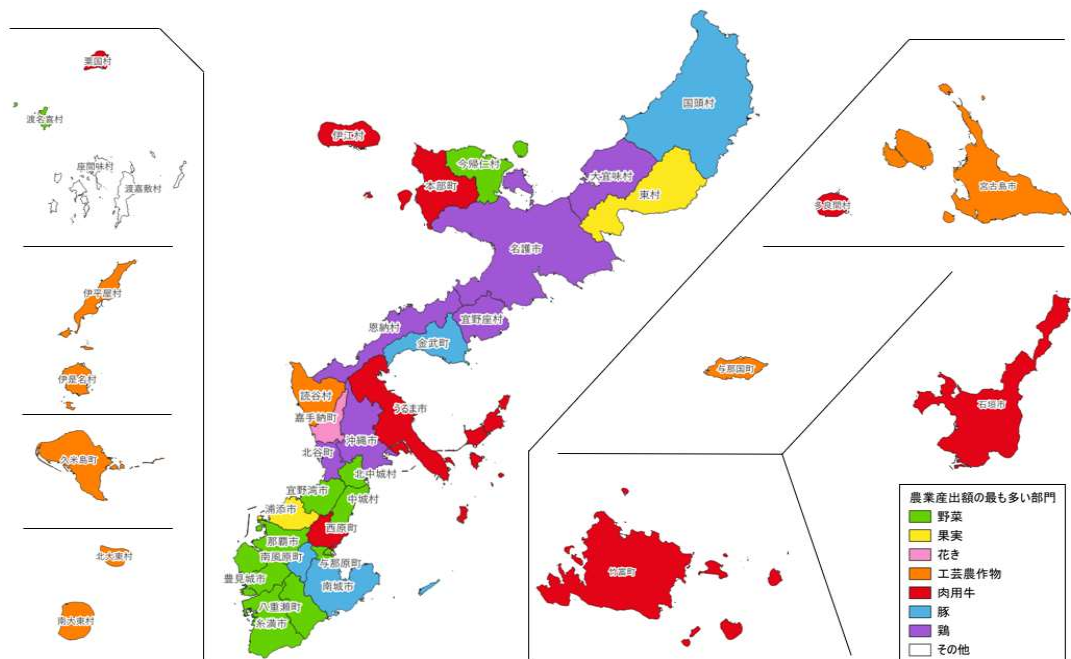 粟国村
渡名喜村
座間味村
渡嘉敷村
伊平屋村
伊是名村
久米島町
北大東村
南大東村
国頭村
伊江村
今帰仁村
本部町
大宜味村
東村
名護市
恩納村
宜野座村
金武町
読谷村
嘉手納町
うるま市
沖縄市
北谷町
北中城村
宜野湾市
中城村
浦添市
西原町
那覇市
南風原町
与那原町
豊見城市
南城市
八重瀬町
糸満市
宮古島市
多良間村
与那国町
石垣市
竹富町
農業産出額の最も多い部門
野菜
果実
花き
工芸農作物
肉用牛
豚
鶏
その他